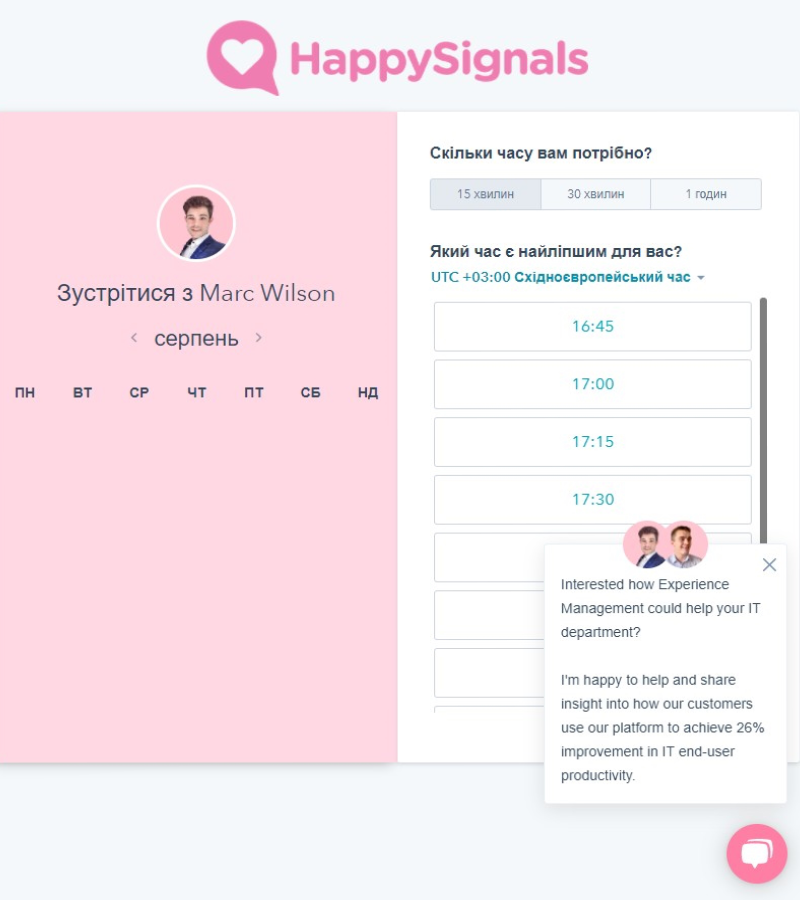 HappySignals
Зустрітися з Marc Wilson
серпень
ПН ВТ СР ЧТ ПТ СБ НД
Скільки часу вам потрібно?
15 хвилин 30 хвилин 1 годин
Який час є найліпшим для вас?
UTC +03:00 Східноєвропейський час
16:45
17:00
17:15
17:30
Interested how Experience
Management could help your IT
department?
I'm happy to help and share
insight into how our customers
use our platform to achieve 26%
improvement in IT end-user
productivity.